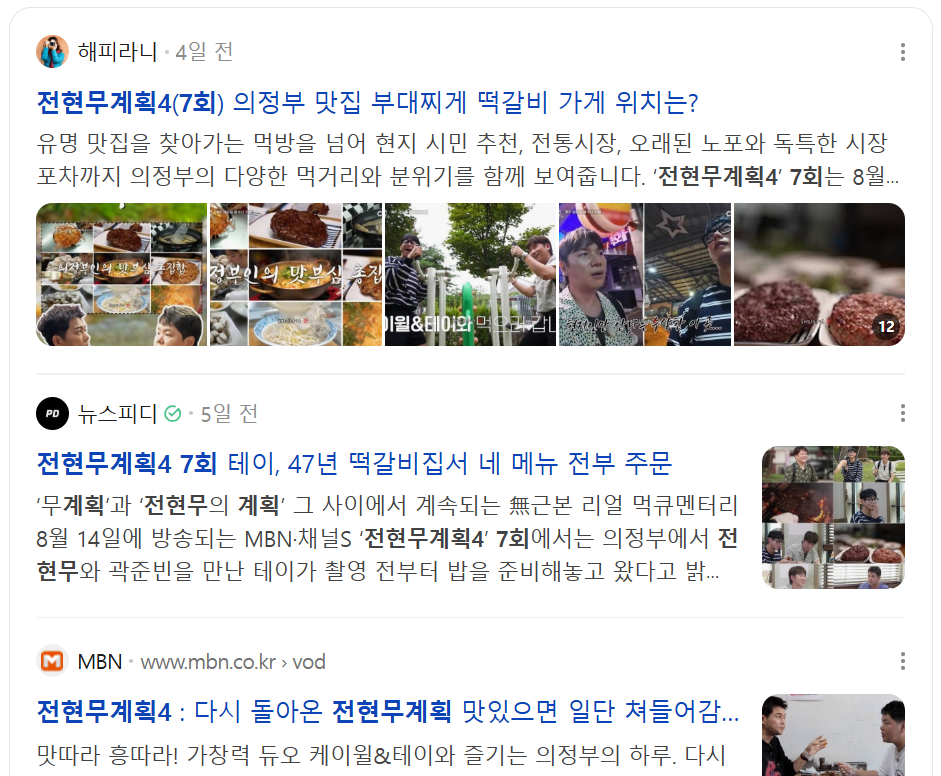 해피라니 · 4일 전
전현무계획4(7회) 의정부 맛집 부대찌게 떡갈비 가게 위치는?
유명 맛집을 찾아가는 먹방을 넘어 현지 시민 추천, 전통시장, 오래된 노포와 독특한 시장
포차까지 의정부의 다양한 먹거리와 분위기를 함께 보여줍니다. ‘전현무계획4’ 7회는 8월...
의정부인의 맛부심 총집합
정부인의 맛부심 총집
이윌&테이와 먹으러 갑니
12
PD 뉴스피디 · 5일 전
전현무계획4 7회 테이, 47년 떡갈비집서 네 메뉴 전부 주문
‘무계획’과 ‘전현무의 계획’ 그 사이에서 계속되는 無근본 리얼 먹큐멘터리
8월 14일에 방송되는 MBN·채널S ‘전현무계획4’ 7회에서는 의정부에서 전
현무와 곽준빈을 만난 테이가 촬영 전부터 밥을 준비해놓고 왔다고 밝...
MBN · www.mbn.co.kr › vod
전현무계획4 : 다시 돌아온 전현무계획 맛있으면 일단 쳐들어감...
맛따라 흥따라! 가창력 듀오 케이윌&테이와 즐기는 의정부의 하루. 다시